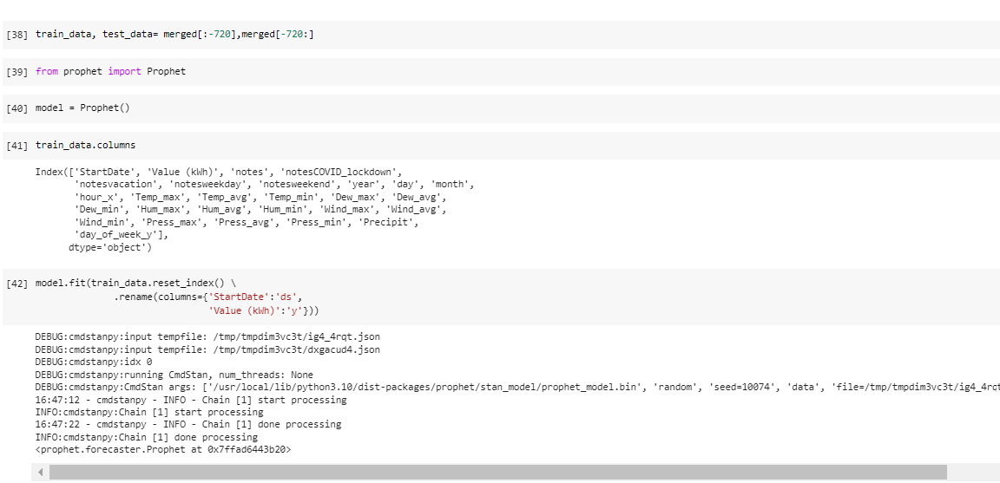 [38] train_data, test_data= merged[:-720],merged[-720:]
[39] from prophet import Prophet
[40] model = Prophet()
[41] train_data.columns
Index(['StartDate', 'Value (kWh)', 'notes', 'notesCOVID_lockdown',
'notesvacation', 'notesweekday', 'notesweekend', 'year', 'day', 'month',
'hour_x', 'Temp_max', 'Temp_avg', 'Temp_min', 'Dew_max', 'Dew_avg',
'Dew_min', 'Hum_max', 'Hum_avg', 'Hum_min', 'Wind_max', 'Wind_avg',
'Wind_min', 'Press_max', 'Press_avg', 'Press_min', 'Precipit',
'day_of_week_y'],
dtype='object')
[42] model.fit(train_data.reset_index() \
.rename(columns={'StartDate':'ds',
'Value (kWh)':'y'}))
DEBUG:cmdstanpy:input tempfile: /tmp/tmpdim3vc3t/ig4_4rqt.json
DEBUG:cmdstanpy:input tempfile: /tmp/tmpdim3vc3t/dxgacud4.json
DEBUG:cmdstanpy:idx 0
DEBUG:cmdstanpy:running CmdStan, num_threads: None
DEBUG:cmdstanpy:CmdStan args: ['/usr/local/lib/python3.10/dist-packages/prophet/stan_model/prophet_model.bin', 'random', 'seed=10074', 'data', 'file=/tmp/tmpdim3vc3t/ig4_4rqt
16:47:12 - cmdstanpy - INFO - Chain [1] start processing
INFO:cmdstanpy:Chain [1] start processing
16:47:22 - cmdstanpy - INFO - Chain [1] done processing
INFO:cmdstanpy:Chain [1] done processing
<prophet.forecaster.Prophet at 0x7ffad6443b20>